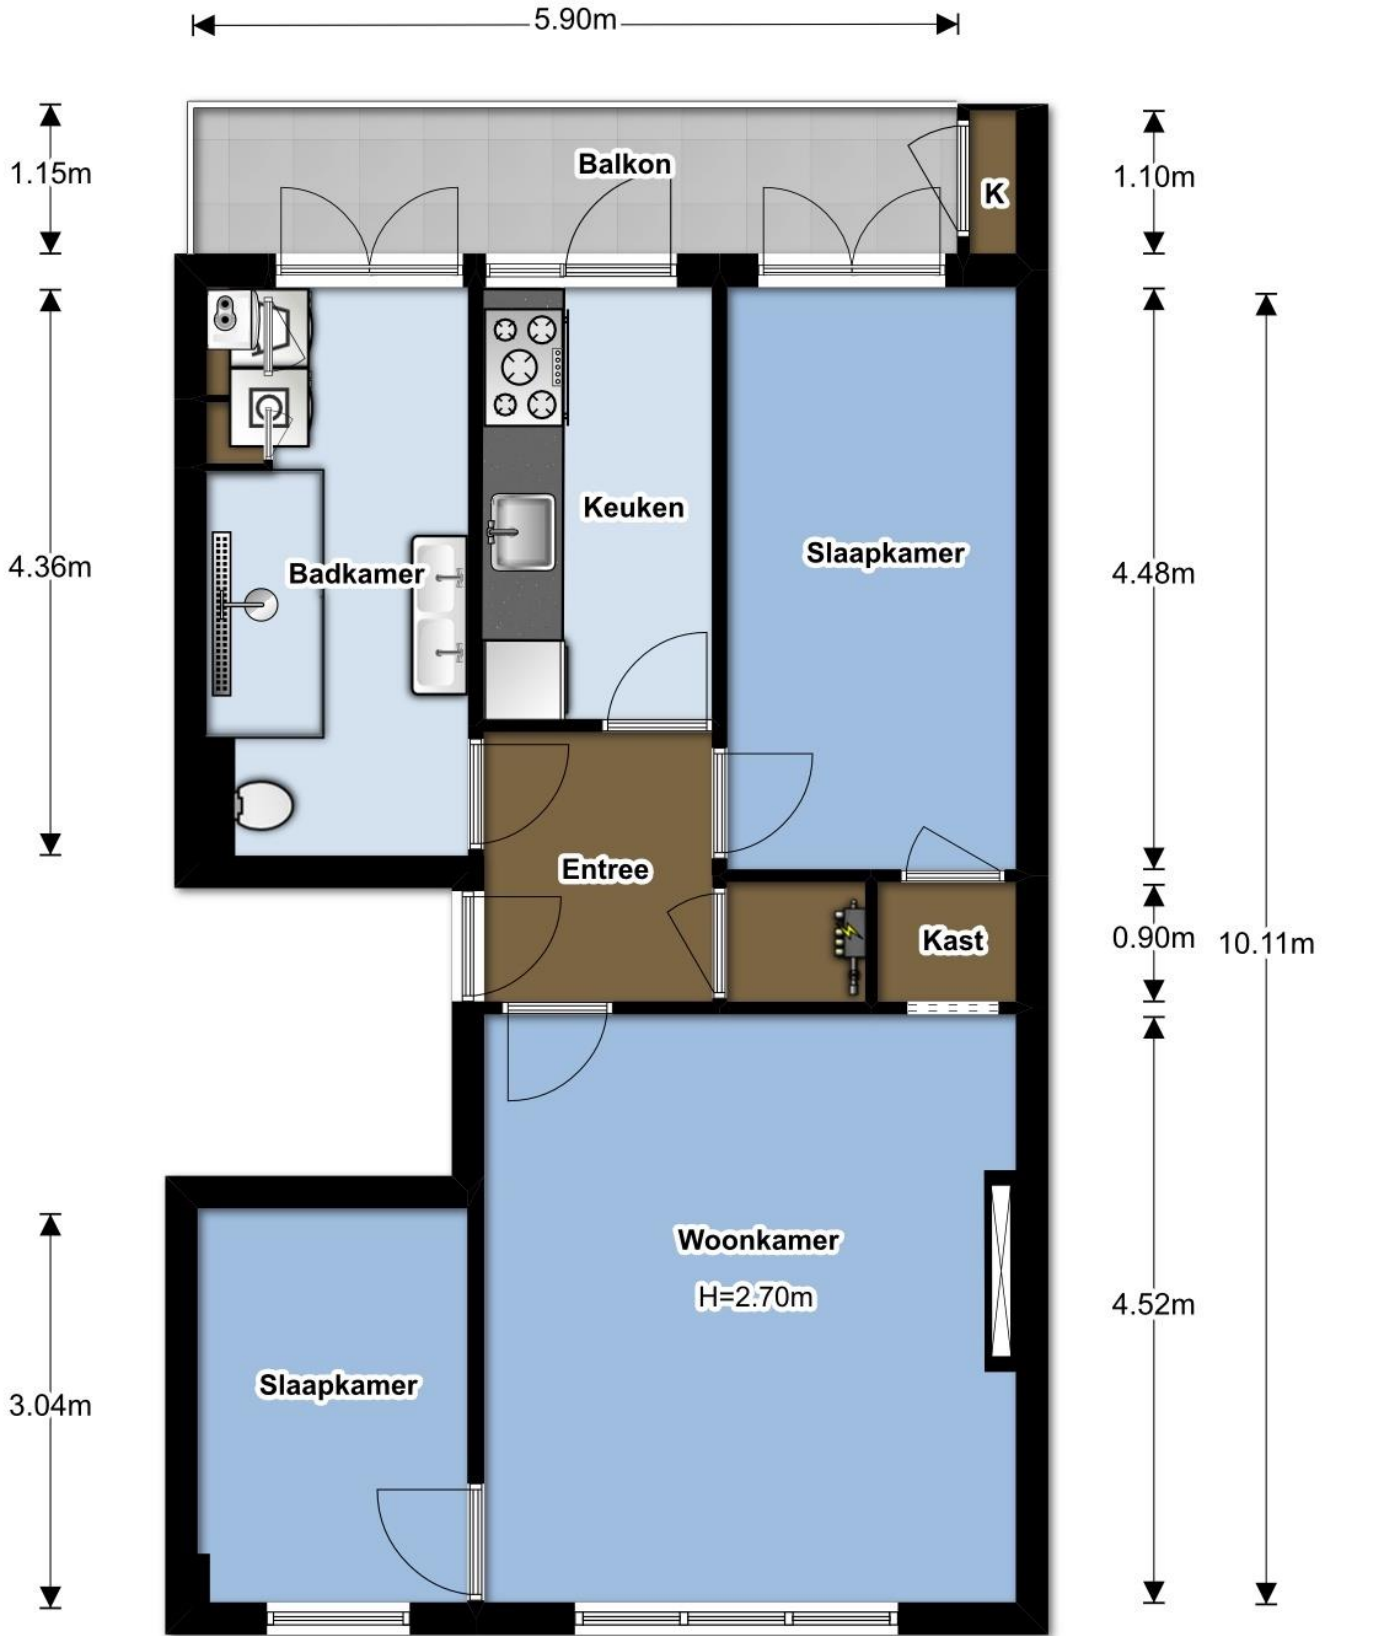 5.90m
1.15m
Balkon
1.10m
K
4.36m
Keuken
Slaapkamer
Badkamer
4.48m
Entree
Kast
0.90m
10.11m
Woonkamer
H=2.70m
4.52m
Slaapkamer
3.04m